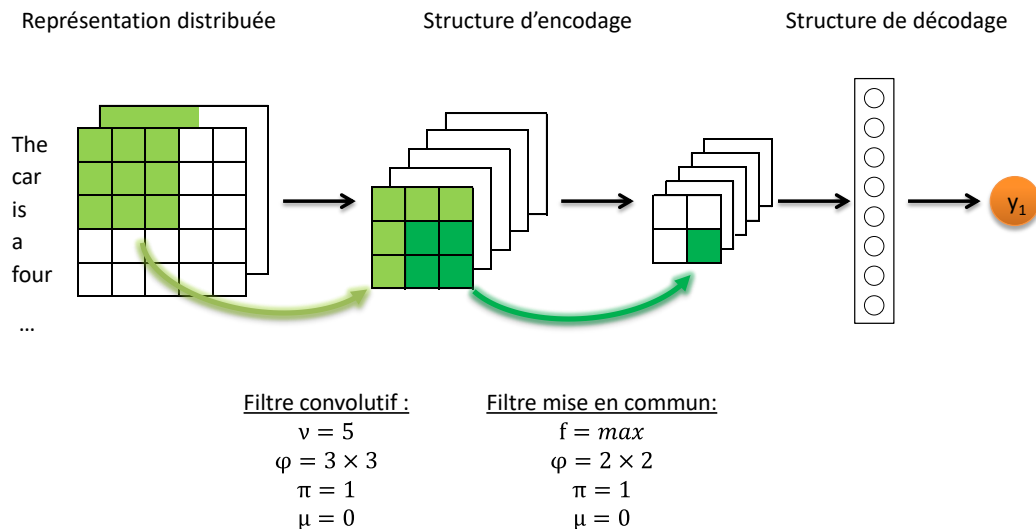 Représentation distribuée
Structure d'encodage
Structure de décodage
The
car
is
a
four
...
y₁
Filtre convolutif :
ν = 5
φ = 3 × 3
π = 1
μ = 0
Filtre mise en commun:
f = max
φ = 2 × 2
π = 1
μ = 0